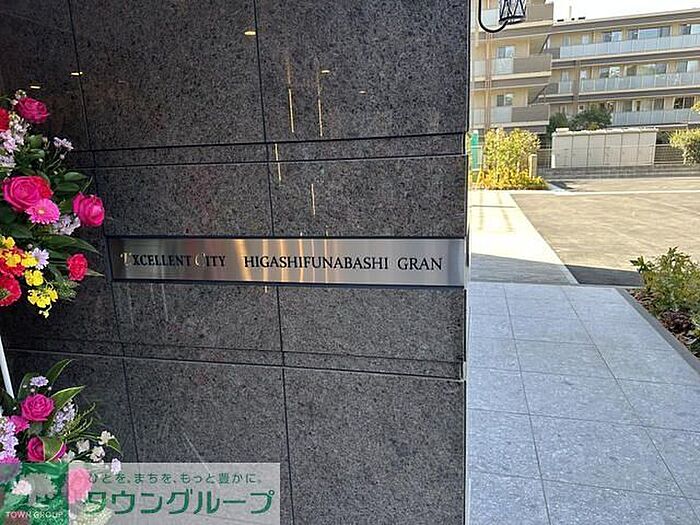 EXCELLENT CITY HIGASHIFUNABASHI GRAN
ひとを、まちを、もっと豊かに
タウングループ
TOWN GROUP